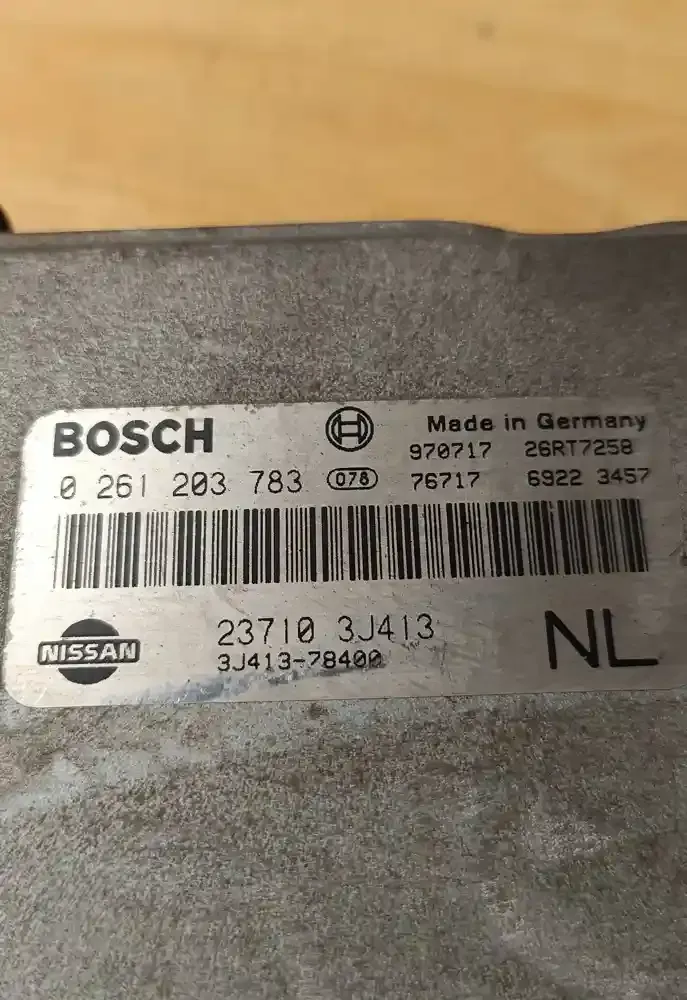 BOSCH
Made in Germany
970717 26RT7258
0 261 203 783 078 76717 6922 3457
NISSAN
23710 3J413
3J413-78400
NL